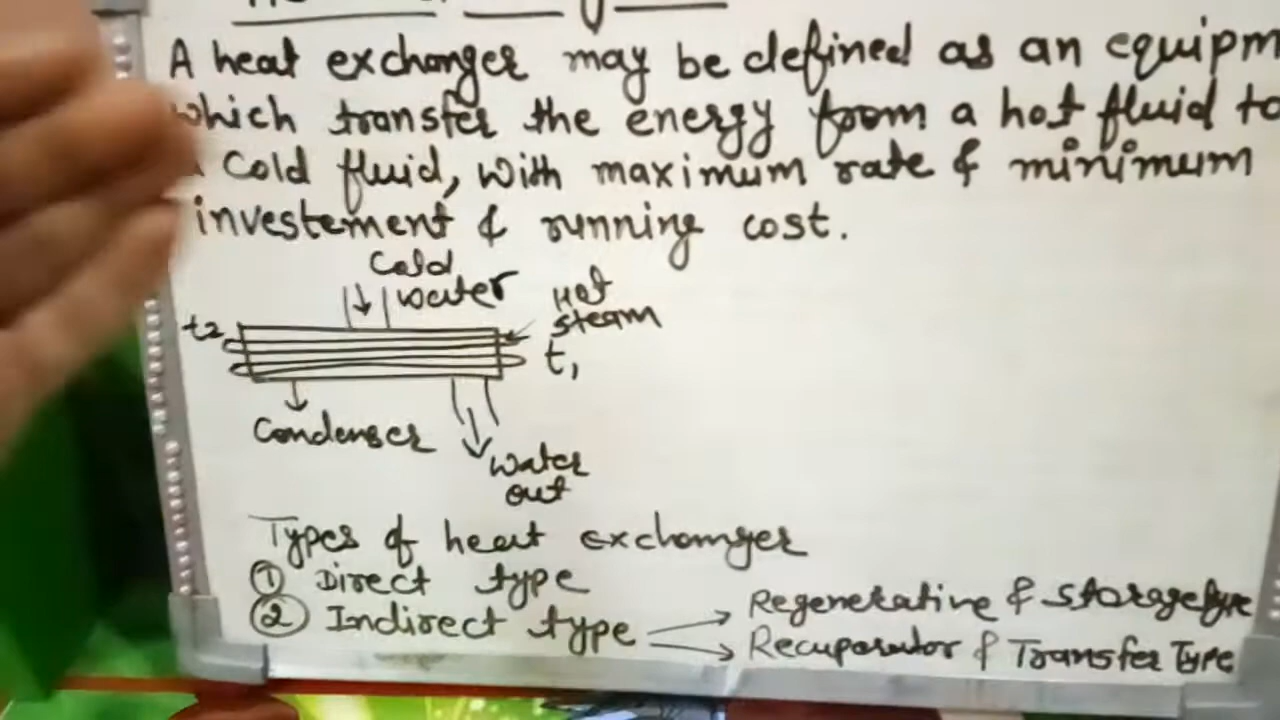 A heat exchanger may be defined as an equipm
which transfer the energy from a hot fluid to
cold fluid, with maximum rate & minimum
investement & running cost.
Cold
water
Hot
steam
t2
t1
Condenser
water
out
Types of heat exchanger
① Direct type
② Indirect type
Regenerative & Storage Type
Recuperator & Transfer Type